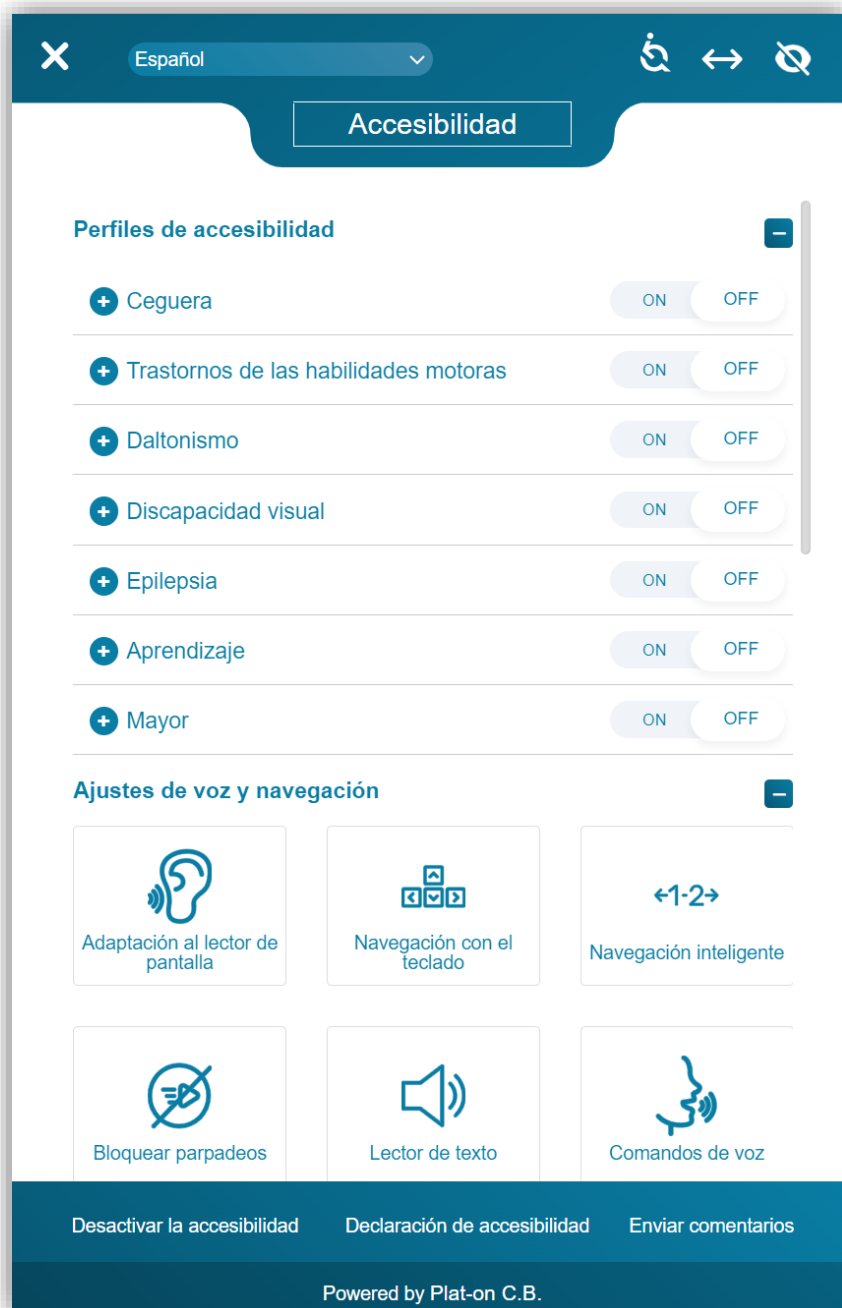 Español
Accesibilidad
Perfiles de accesibilidad
Ceguera ON OFF
Trastornos de las habilidades motoras ON OFF
Daltonismo ON OFF
Discapacidad visual ON OFF
Epilepsia ON OFF
Aprendizaje ON OFF
Mayor ON OFF
Ajustes de voz y navegación
←1-2→
Adaptación al lector de
pantalla
Navegación con el
teclado
Navegación inteligente
Bloquear parpadeos
Lector de texto
Comandos de voz
Desactivar la accesibilidad
Declaración de accesibilidad
Enviar comentarios
Powered by Plat-on C.B.